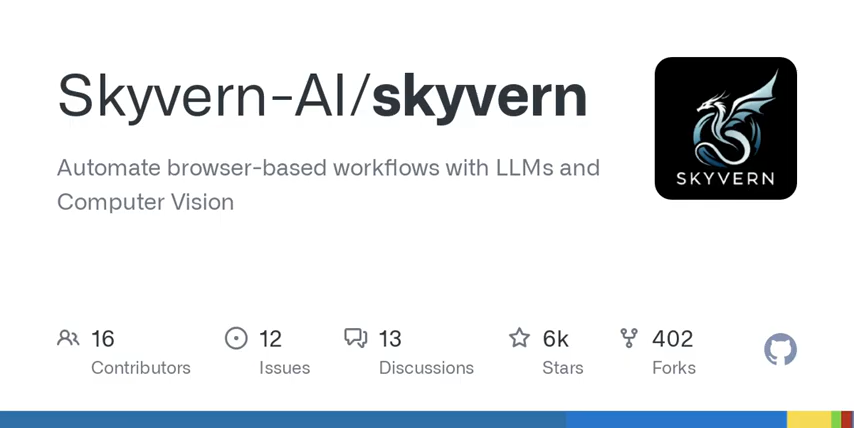 Skyvern-AI/skyvern
SKYVERN
Automate browser-based workflows with LLMs and
Computer Vision
16
Contributors
12
Issues
13
Discussions
6k
Stars
402
Forks